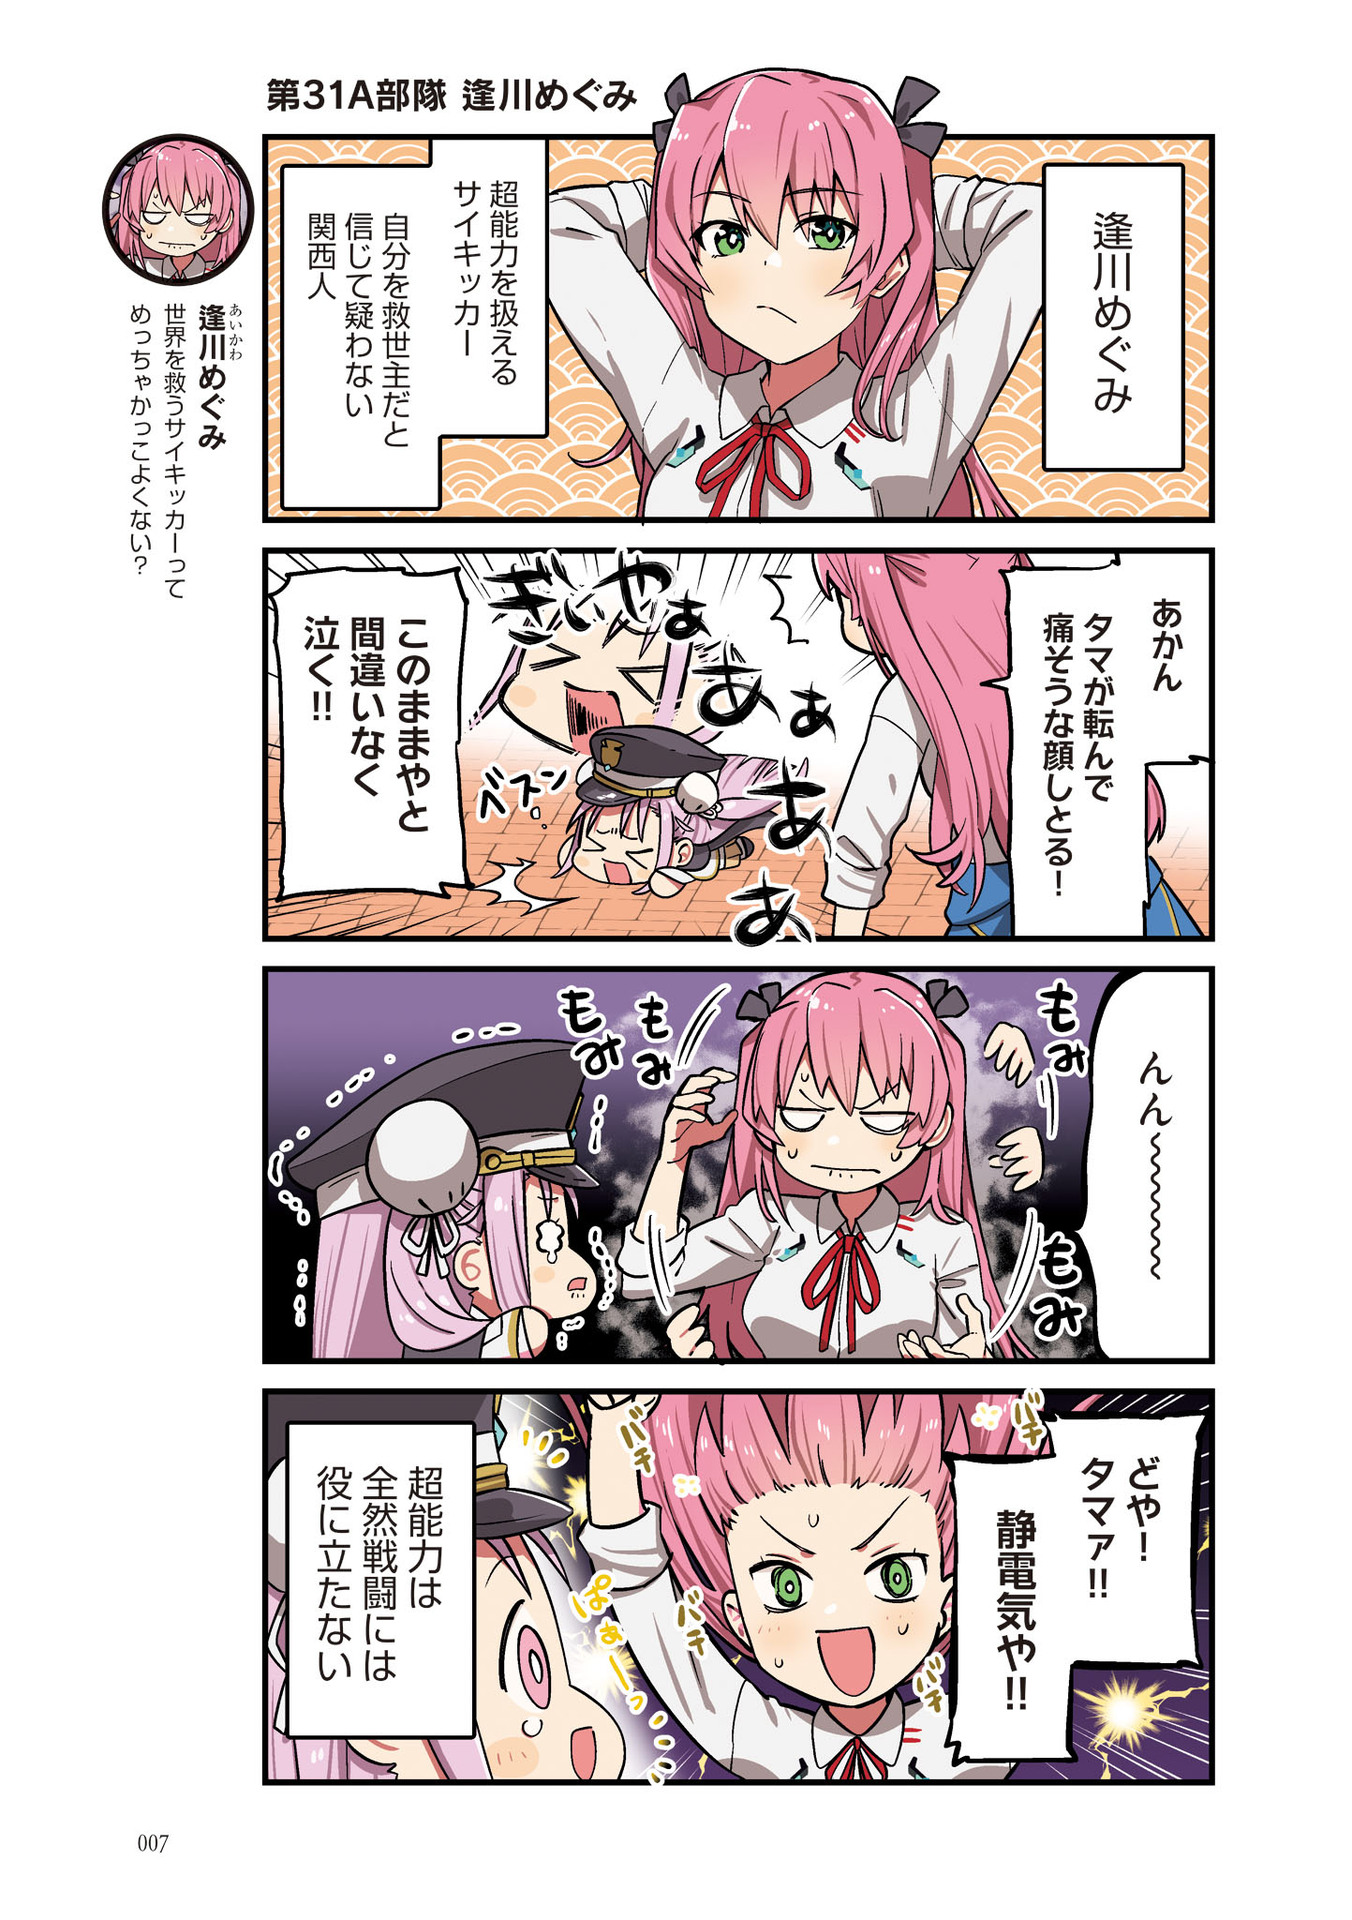 第31A部隊 逢川めぐみ
あいかわ
逢川めぐみ
世界を救うサイキッカーって
めっちゃかっこよくない？
逢川めぐみ
超能力を扱える
サイキッカー
自分を救世主だと
信じて疑わない
関西人
あかん
タマが転んで
痛そうな顔しとる！
ぎぃやぁ
あぁああ
ベスン
このままやと
間違いなく
泣く!!
んん〜〜〜〜〜
もみ
もみ
もみ
もみ
どや！
タマァ!!
静電気や!!
バチ
バチ
バチ
バチ
ぱぁーっ
超能力は
全然戦闘には
役に立たない
007